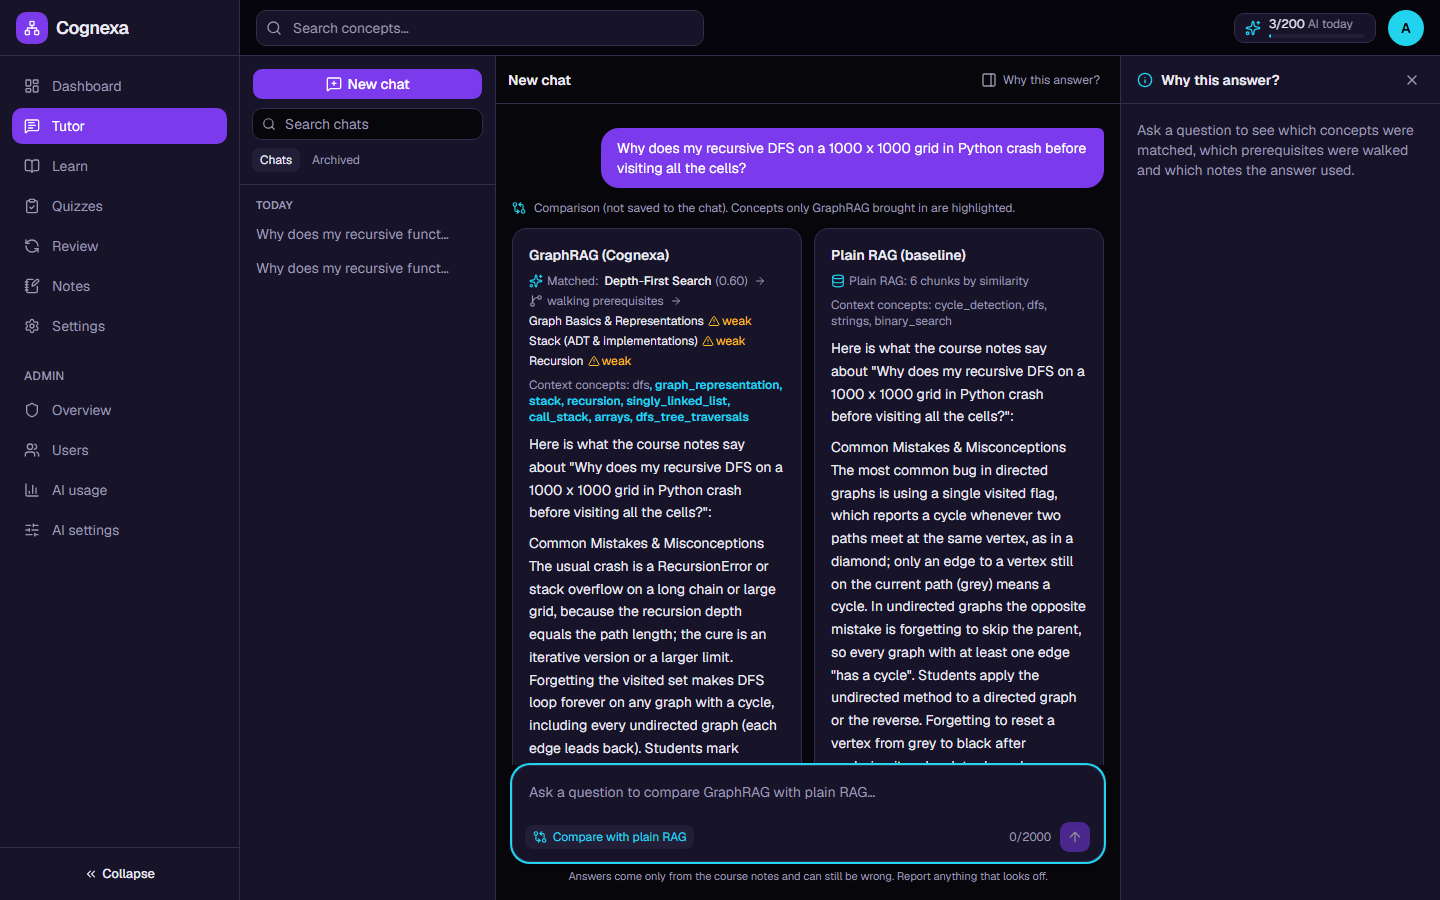 Cognexa
Search concepts...
3/200 AI today
A
Dashboard
Tutor
Learn
Quizzes
Review
Notes
Settings
ADMIN
Overview
Users
AI usage
AI settings
Collapse
New chat
Search chats
Chats
Archived
TODAY
Why does my recursive funct...
Why does my recursive funct...
New chat
Why this answer?
Why does my recursive DFS on a 1000 x 1000 grid in Python crash before
visiting all the cells?
Comparison (not saved to the chat). Concepts only GraphRAG brought in are highlighted.
GraphRAG (Cognexa)
Matched: Depth-First Search (0.60) →
walking prerequisites →
Graph Basics & Representations weak
Stack (ADT & implementations) weak
Recursion weak
Context concepts: dfs, graph_representation,
stack, recursion, singly_linked_list,
call_stack, arrays, dfs_tree_traversals
Here is what the course notes say
about "Why does my recursive DFS on a
1000 x 1000 grid in Python crash
before visiting all the cells?":
Common Mistakes & Misconceptions
The usual crash is a RecursionError or
stack overflow on a long chain or large
grid, because the recursion depth
equals the path length; the cure is an
iterative version or a larger limit.
Forgetting the visited set makes DFS
loop forever on any graph with a cycle,
including every undirected graph (each
edge leads back). Students mark
Plain RAG (baseline)
Plain RAG: 6 chunks by similarity
Context concepts: cycle_detection, dfs,
strings, binary_search
Here is what the course notes say
about "Why does my recursive DFS on a
1000 x 1000 grid in Python crash
before visiting all the cells?":
Common Mistakes & Misconceptions
The most common bug in directed
graphs is using a single visited flag,
which reports a cycle whenever two
paths meet at the same vertex, as in a
diamond; only an edge to a vertex still
on the current path (grey) means a
cycle. In undirected graphs the opposite
mistake is forgetting to skip the parent,
so every graph with at least one edge
"has a cycle". Students apply the
undirected method to a directed graph
or the reverse. Forgetting to reset a
vertex from grey to black after
Ask a question to compare GraphRAG with plain RAG...
Compare with plain RAG
0/2000
Answers come only from the course notes and can still be wrong. Report anything that looks off.
Why this answer?
Ask a question to see which concepts were
matched, which prerequisites were walked
and which notes the answer used.